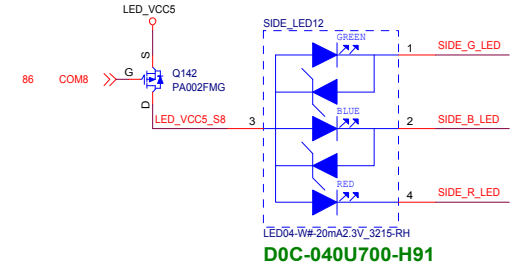 LED_VCC5
SIDE_LED12
GREEN
1 SIDE_G_LED
S
86 COM8 G Q142
PA002FMG
D
BLUE
LED_VCC5_S8 3 2 SIDE_B_LED
RED
4 SIDE_R_LED
LED04-W#-20mA2.3V_3215-RH
D0C-040U700-H91